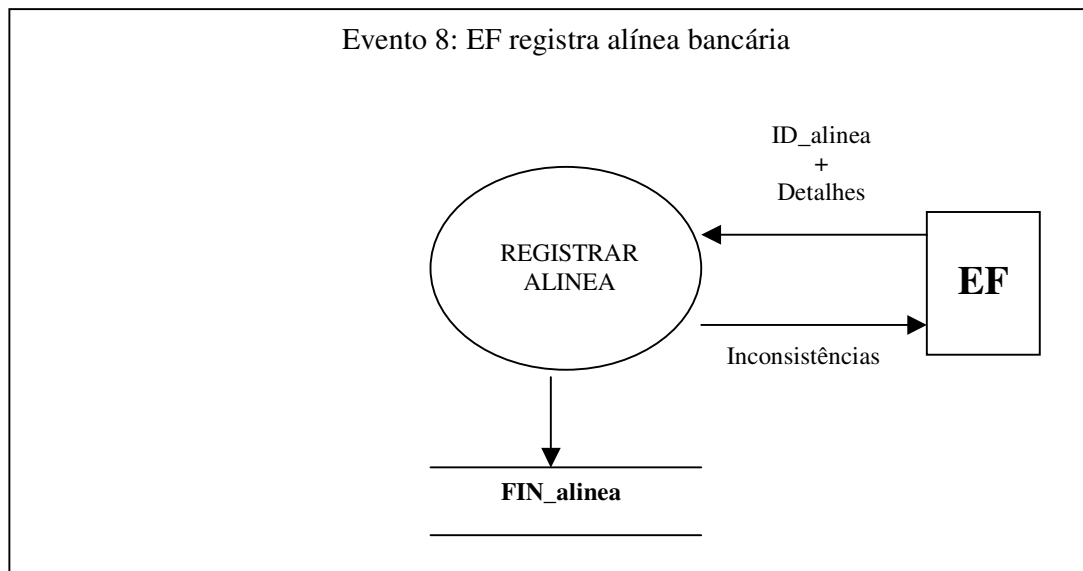 Evento 8: EF registra alínea bancária
ID_alinea
+
Detalhes
REGISTRAR
ALINEA
EF
Inconsistências
FIN_alinea